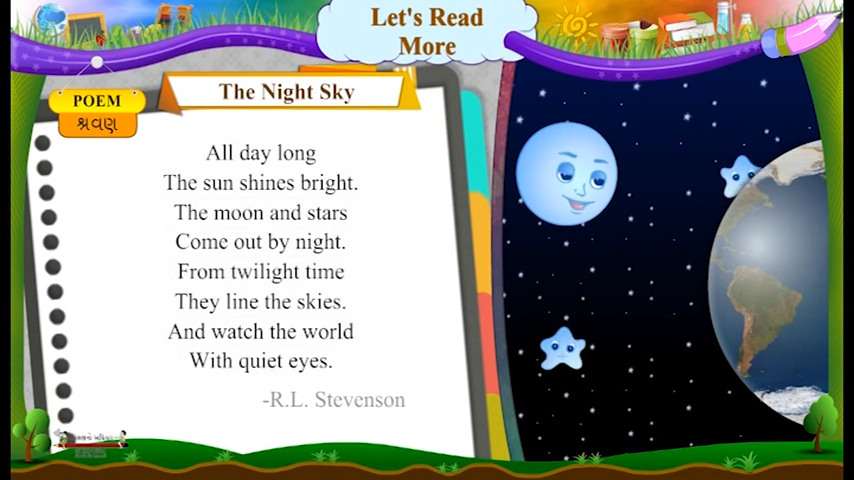 Let's Read
More
The Night Sky
POEM
શ્રવણ
All day long
The sun shines bright.
The moon and stars
Come out by night.
From twilight time
They line the skies.
And watch the world
With quiet eyes.
-R.L. Stevenson